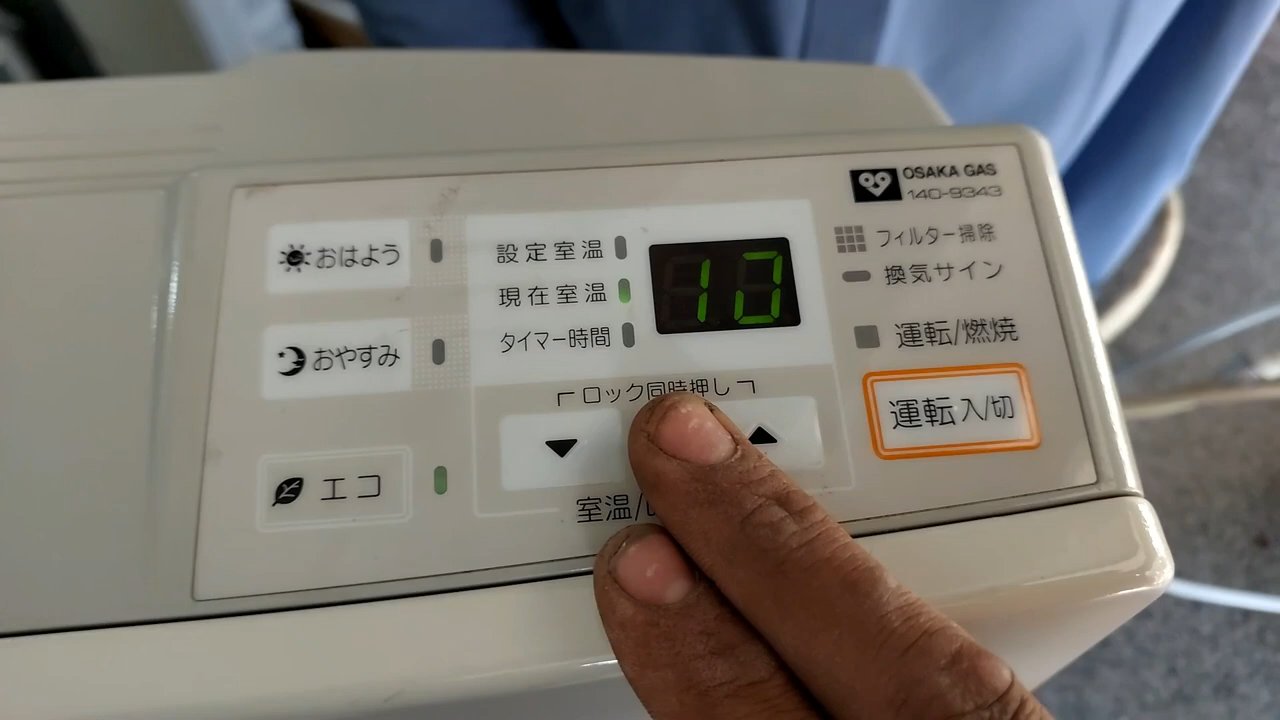 OSAKA GAS
140-9343
おはよう
設定室温
フィルター掃除
現在室温
換気サイン
おやすみ
タイマー時間
運転/燃焼
ロック同時押し
運転 入/切
エコ
室温/